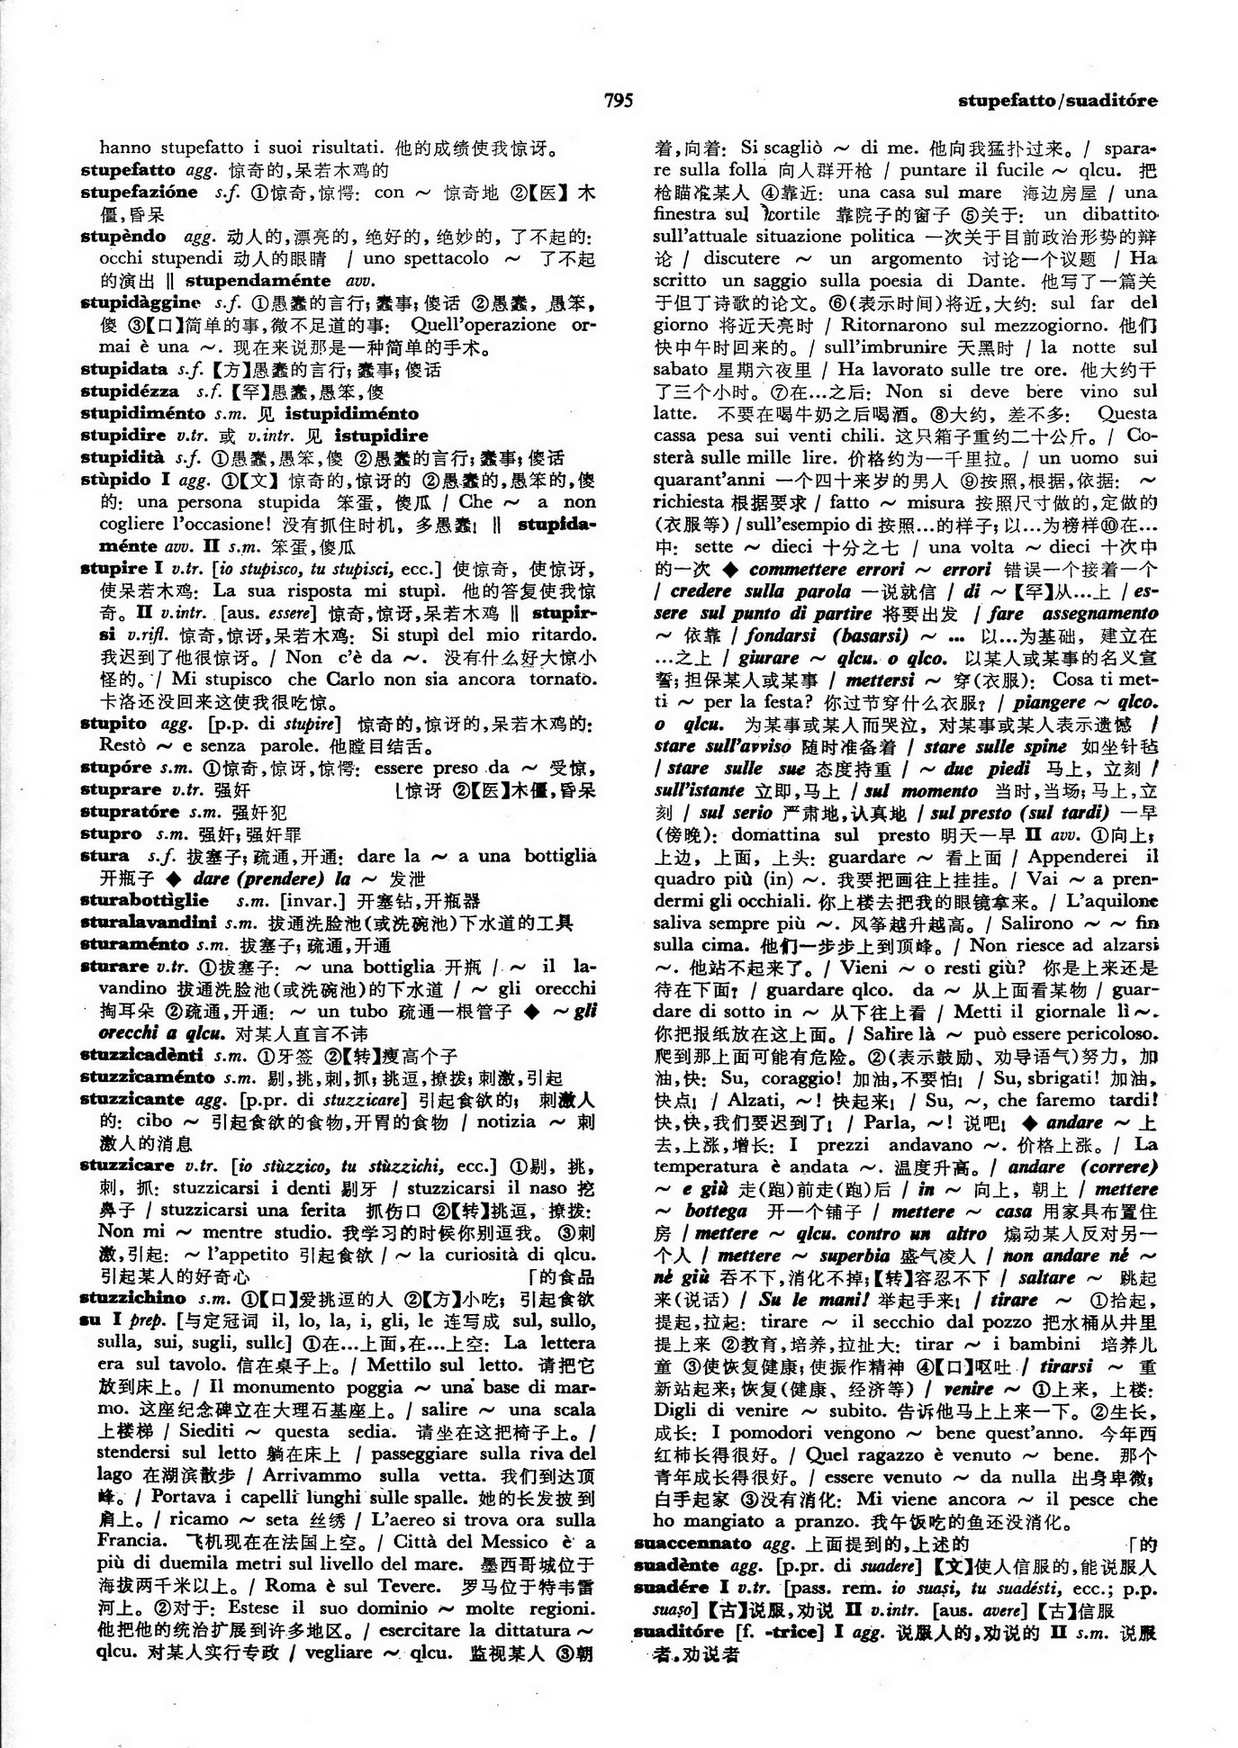 795
stupefatto/suaditóre
hanno stupefatto i suoi risultati. 他的成绩使我惊讶。
stupefatto agg. 惊奇的,呆若木鸡的
stupefazióne s.f. ①惊奇,惊愕: con ～ 惊奇地 ②【医】木
僵,昏呆
stupèndo agg. 动人的,漂亮的, 绝好的, 绝妙的, 了不起的:
occhi stupendi 动人的眼睛 / uno spettacolo ～ 了不起
的演出 ‖ stupendaménte avv.
stupidàggine s.f. ①愚蠢的言行; 蠢事; 傻话 ②愚蠢, 愚笨,
傻 ③【口】简单的事,微不足道的事: Quell'operazione or-
mai è una ～. 现在来说那是一种简单的手术。
stupidata s.f. 【方】愚蠢的言行; 蠢事; 傻话
stupidézza s.f. 【罕】愚蠢,愚笨,傻
stupidiménto s.m. 见 istupidiménto
stupidire v.tr. 或 v.intr. 见 istupidire
stupidità s.f. ①愚蠢,愚笨,傻 ②愚蠢的言行; 蠢事; 傻话
stùpido I agg. ①【文】惊奇的,惊讶的 ②愚蠢的,愚笨的,傻
的: una persona stupida 笨蛋, 傻瓜 / Che ～ a non
cogliere l'occasione! 没有抓住时机, 多愚蠢! ‖ stupida-
ménte avv. II s.m. 笨蛋,傻瓜
stupire I v.tr. [io stupisco, tu stupisci, ecc.] 使惊奇, 使惊讶,
使呆若木鸡: La sua risposta mi stupì. 他的答复使我惊
奇。II v.intr. [aus. essere] 惊奇,惊讶,呆若木鸡 ‖ stupir-
si v.rifl. 惊奇,惊讶,呆若木鸡: Si stupì del mio ritardo.
我迟到了他很惊讶。/ Non c'è da ～. 没有什么好大惊小
怪的。/ Mi stupisco che Carlo non sia ancora tornato.
卡洛还没回来这使我很吃惊。
stupito agg. [p.p. di stupire] 惊奇的,惊讶的,呆若木鸡的:
Restò ～ e senza parole. 他瞠目结舌。
stupóre s.m. ①惊奇,惊讶,惊愕: essere preso da ～ 受惊,
stuprare v.tr. 强奸 ⌊惊讶 ②【医】木僵,昏呆
stupratóre s.m. 强奸犯
stupro s.m. 强奸; 强奸罪
stura s.f. 拔塞子; 疏通,开通: dare la ～ a una bottiglia
开瓶子 ◆ dare (prendere) la ～ 发泄
sturabottìglie s.m. [invar.] 开塞钻,开瓶器
sturalavandini s.m. 拔通洗脸池(或洗碗池)下水道的工具
sturaménto s.m. 拔塞子; 疏通,开通
sturare v.tr. ①拔塞子: ～ una bottiglia 开瓶 / ～ il la-
vandino 拔通洗脸池(或洗碗池)的下水道 / ～ gli orecchi
掏耳朵 ②疏通,开通: ～ un tubo 疏通一根管子 ◆ ～ gli
orecchi a qlcu. 对某人直言不讳
stuzzicadènti s.m. ①牙签 ②【转】瘦高个子
stuzzicaménto s.m. 剔,挑,刺,抓; 挑逗,撩拨; 刺激,引起
stuzzicante agg. [p.pr. di stuzzicare] 引起食欲的; 刺激人
的: cibo ～ 引起食欲的食物,开胃的食物 / notizia ～ 刺
激人的消息
stuzzicare v.tr. [io stùzzico, tu stùzzichi, ecc.] ①剔, 挑,
刺, 抓: stuzzicarsi i denti 剔牙 / stuzzicarsi il naso 挖
鼻子 / stuzzicarsi una ferita 抓伤口 ②【转】挑逗, 撩拨:
Non mi ～ mentre studio. 我学习的时候你别逗我。③刺
激,引起: ～ l'appetito 引起食欲 / ～ la curiosità di qlcu.
引起某人的好奇心 ｢的食品
stuzzichino s.m. ①【口】爱挑逗的人 ②【方】小吃; 引起食欲
su I prep. [与定冠词 il, lo, la, i, gli, le 连写成 sul, sullo,
sulla, sui, sugli, sulle] ①在…上面,在…上空: La lettera
era sul tavolo. 信在桌子上。/ Mettilo sul letto. 请把它
放到床上。/ Il monumento poggia ～ una base di mar-
mo. 这座纪念碑立在大理石基座上。/ salire ～ una scala
上楼梯 / Siediti ～ questa sedia. 请坐在这把椅子上。/
stendersi sul letto 躺在床上 / passeggiare sulla riva del
lago 在湖滨散步 / Arrivammo sulla vetta. 我们到达顶
峰。/ Portava i capelli lunghi sulle spalle. 她的长发披到
肩上。/ ricamo ～ seta 丝绣 / L'aereo si trova ora sulla
Francia. 飞机现在在法国上空。/ Città del Messico è a
più di duemila metri sul livello del mare. 墨西哥城位于
海拔两千米以上。/ Roma è sul Tevere. 罗马位于特韦雷
河上。②对于: Estese il suo dominio ～ molte regioni.
他把他的统治扩展到许多地区。/ esercitare la dittatura ～
qlcu. 对某人实行专政 / vegliare ～ qlcu. 监视某人 ③朝
着,向着: Si scagliò ～ di me. 他向我猛扑过来。/ spara-
re sulla folla 向人群开枪 / puntare il fucile ～ qlcu. 把
枪瞄准某人 ④靠近: una casa sul mare 海边房屋 / una
finestra sul cortile 靠院子的窗子 ⑤关于: un dibattito
sull'attuale situazione politica 一次关于目前政治形势的辩
论 / discutere ～ un argomento 讨论一个议题 / Ha
scritto un saggio sulla poesia di Dante. 他写了一篇关
于但丁诗歌的论文。⑥(表示时间)将近,大约: sul far del
giorno 将近天亮时 / Ritornarono sul mezzogiorno. 他们
快中午时回来的。/ sull'imbrunire 天黑时 / la notte sul
sabato 星期六夜里 / Ha lavorato sulle tre ore. 他大约干
了三个小时。⑦在…之后: Non si deve bere vino sul
latte. 不要在喝牛奶之后喝酒。⑧大约, 差不多: Questa
cassa pesa sui venti chili. 这只箱子重约二十公斤。/ Co-
sterà sulle mille lire. 价格约为一千里拉。/ un uomo sui
quarant'anni 一个四十来岁的男人 ⑨按照,根据,依据: ～
richiesta 根据要求 / fatto ～ misura 按照尺寸做的,定做的
(衣服等) / sull'esempio di 按照…的样子; 以…为榜样⑩在…
中: sette ～ dieci 十分之七 / una volta ～ dieci 十次中
的一次 ◆ commettere errori ～ errori 错误一个接着一个
/ credere sulla parola 一说就信 / di ～【罕】从…上 / es-
sere sul punto di partire 将要出发 / fare assegnamento
～ 依靠 / fondarsi (basarsi) ～ … 以…为基础, 建立在
…之上 / giurare ～ qlcu. o qlco. 以某人或某事的名义宣
誓; 担保某人或某事 / mettersi ～ 穿(衣服): Cosa ti met-
ti ～ per la festa? 你过节穿什么衣服? / piangere ～ qlco.
o qlcu. 为某事或某人而哭泣, 对某事或某人表示遗憾 /
stare sull'avviso 随时准备着 / stare sulle spine 如坐针毡
/ stare sulle sue 态度持重 / ～ due piedi 马上, 立刻 /
sull'istante 立即,马上 / sul momento 当时,当场; 马上,立
刻 / sul serio 严肃地,认真地 / sul presto (sul tardi) 一早
(傍晚): domattina sul presto 明天一早 II avv. ①向上;
上边, 上面, 上头: guardare ～ 看上面 / Appenderei il
quadro più (in) ～. 我要把画往上挂挂。/ Vai ～ a pren-
dermi gli occhiali. 你上楼去把我的眼镜拿来。/ L'aquilone
saliva sempre più ～. 风筝越升越高。/ Salirono ～ ～ fin
sulla cima. 他们一步步上到顶峰。/ Non riesce ad alzarsi
～. 他站不起来了。/ Vieni ～ o resti giù? 你是上来还是
待在下面? / guardare qlco. da ～ 从上面看某物 / guar-
dare di sotto in ～ 从下往上看 / Metti il giornale lì～.
你把报纸放在这上面。/ Salire là ～ può essere pericoloso.
爬到那上面可能有危险。②(表示鼓励、劝导语气)努力, 加
油,快: Su, coraggio! 加油,不要怕! / Su, sbrigati! 加油,
快点! / Alzati, ～! 快起来! / Su, ～, che faremo tardi!
快,快,我们要迟到了! / Parla, ～! 说吧! ◆ andare ～ 上
去,上涨,增长: I prezzi andavano ～. 价格上涨。/ La
temperatura è andata ～. 温度升高。/ andare (correre)
～ e giù 走(跑)前走(跑)后 / in ～ 向上, 朝上 / mettere
～ bottega 开一个铺子 / mettere ～ casa 用家具布置住
房 / mettere ～ qlcu. contro un altro 煽动某人反对另一
个人 / mettere ～ superbia 盛气凌人 / non andare né ～
né giù 吞不下,消化不掉;【转】容忍不下 / saltare ～ 跳起
来(说话) / Su le mani! 举起手来! / tirare ～ ①拾起,
提起,拉起: tirare ～ il secchio dal pozzo 把水桶从井里
提上来 ②教育,培养,拉扯大: tirar ～ i bambini 培养儿
童 ③使恢复健康; 使振作精神 ④【口】呕吐 / tirarsi ～ 重
新站起来; 恢复(健康、经济等) / venire ～ ①上来, 上楼:
Digli di venire ～ subito. 告诉他马上上来一下。②生长,
成长: I pomodori vengono ～ bene quest'anno. 今年西
红柿长得很好。/ Quel ragazzo è venuto ～ bene. 那个
青年成长得很好。/ essere venuto ～ da nulla 出身卑微;
白手起家 ③没有消化: Mi viene ancora ～ il pesce che
ho mangiato a pranzo. 我午饭吃的鱼还没消化。
suaccennato agg. 上面提到的,上述的 ｢的
suadènte agg. [p.pr. di suadere] 【文】使人信服的,能说服人
suadére I v.tr. [pass. rem. io suaṣi, tu suadésti, ecc.; p.p.
suaṣo] 【古】说服,劝说 II v.intr. [aus. avere] 【古】信服
suaditóre [f. -trice] I agg. 说服人的,劝说的 II s.m. 说服
者,劝说者